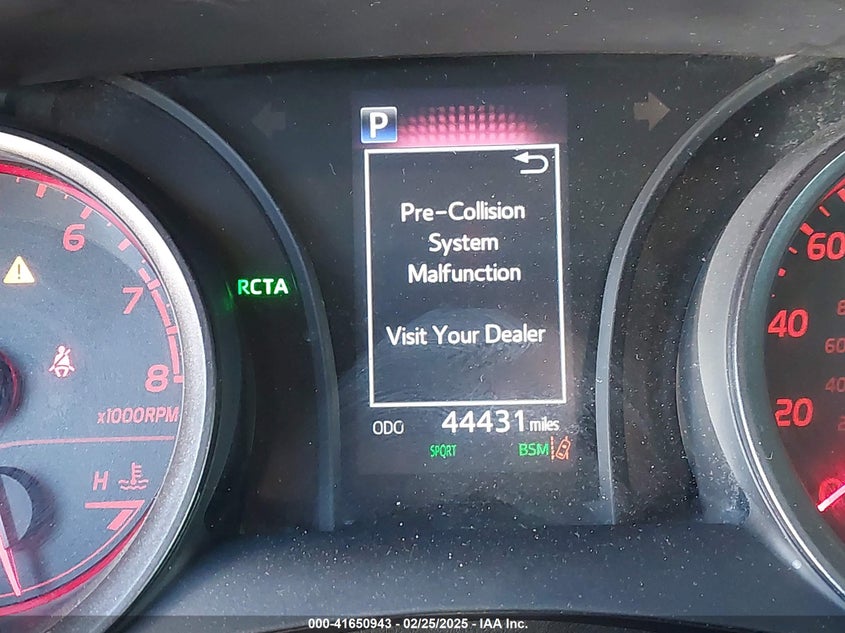 P
Pre-Collision
System
Malfunction
Visit Your Dealer
ODO 44431 miles
SPORT BSM
RCTA
6
7
8
x1000RPM
H
60
40
20
000-41650943 - 02/25/2025 - IAA Inc.